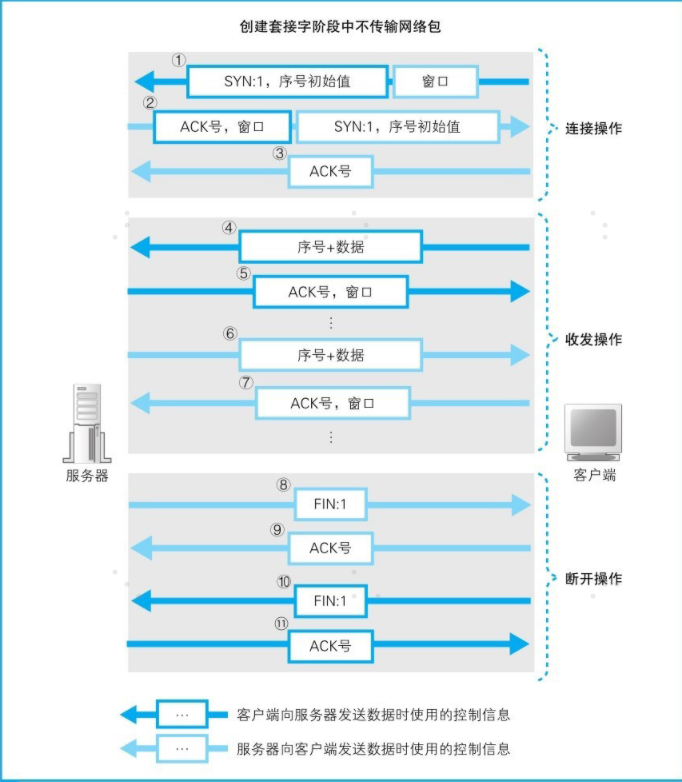 创建套接字阶段中不传输网络包
①
SYN:1，序号初始值
窗口
②
ACK号，窗口
SYN:1，序号初始值
连接操作
③
ACK号
④
序号+数据
⑤
ACK号，窗口
⋮
⑥
序号+数据
收发操作
⑦
ACK号，窗口
⋮
服务器
客户端
⑧
FIN:1
⑨
ACK号
⑩
FIN:1
断开操作
⑪
ACK号
… 客户端向服务器发送数据时使用的控制信息
… 服务器向客户端发送数据时使用的控制信息